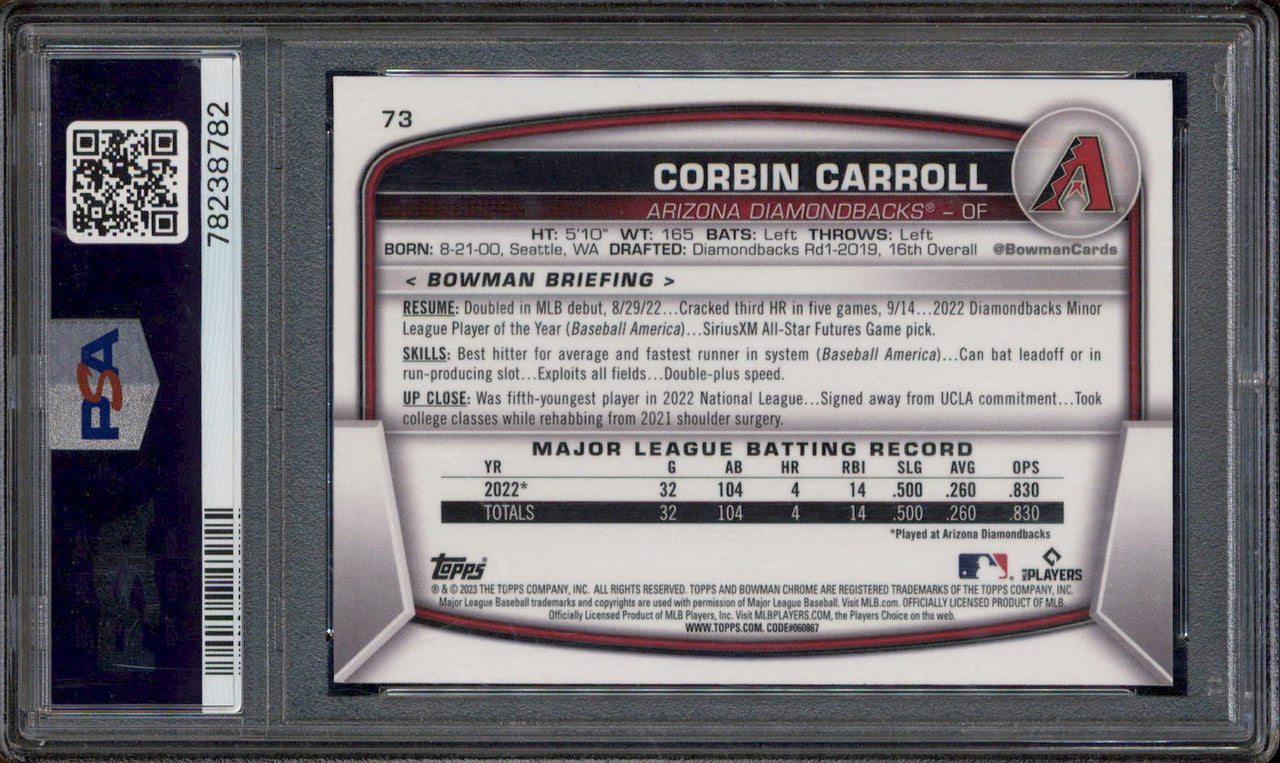 78238782
PSA
73
CORBIN CARROLL
ARIZONA DIAMONDBACKS® – OF
HT: 5'10" WT: 165 BATS: Left THROWS: Left
BORN: 8-21-00, Seattle, WA DRAFTED: Diamondbacks Rd1-2019, 16th Overall @BowmanCards
< BOWMAN BRIEFING >
RESUME: Doubled in MLB debut, 8/29/22...Cracked third HR in five games, 9/14...2022 Diamondbacks Minor
League Player of the Year (Baseball America)...SiriusXM All-Star Futures Game pick.
SKILLS: Best hitter for average and fastest runner in system (Baseball America)...Can bat leadoff or in
run-producing slot...Exploits all fields...Double-plus speed.
UP CLOSE: Was fifth-youngest player in 2022 National League...Signed away from UCLA commitment...Took
college classes while rehabbing from 2021 shoulder surgery.
MAJOR LEAGUE BATTING RECORD
YR G AB HR RBI SLG AVG OPS
2022* 32 104 4 14 .500 .260 .830
TOTALS 32 104 4 14 .500 .260 .830
*Played at Arizona Diamondbacks
Topps
PLAYERS
® & © 2023 THE TOPPS COMPANY, INC. ALL RIGHTS RESERVED. TOPPS AND BOWMAN CHROME ARE REGISTERED TRADEMARKS OF THE TOPPS COMPANY, INC.
Major League Baseball trademarks and copyrights are used with permission of Major League Baseball. Visit MLB.com. OFFICIALLY LICENSED PRODUCT OF MLB.
Officially Licensed Product of MLB Players, Inc. Visit MLBPLAYERS.COM, the Players Choice on the web.
WWW.TOPPS.COM. CODE#060867